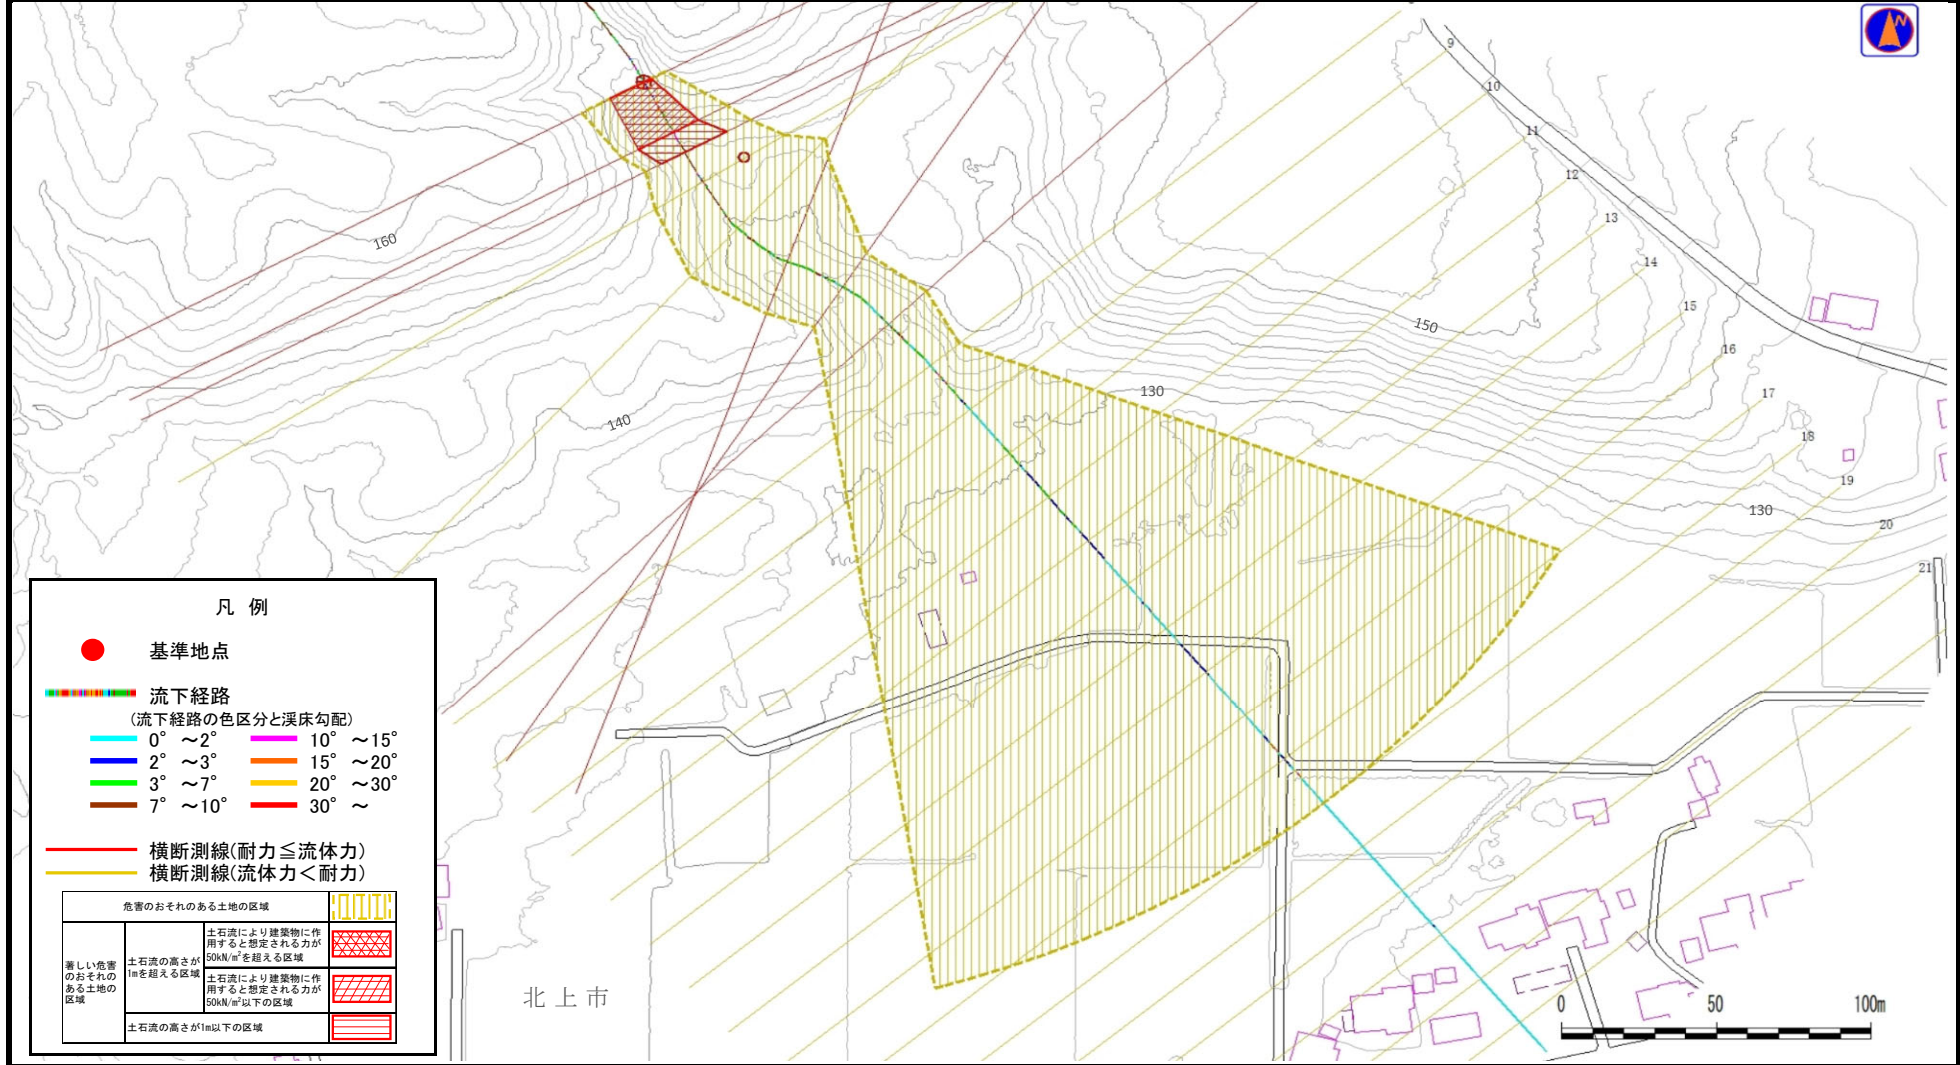 N
9
10
11
12
13
14
15
16
17
18
19
20
21
160
150
140
130
130
凡 例
基準地点
流下経路
(流下経路の色区分と渓床勾配)
0° ～2° 10° ～15°
2° ～3° 15° ～20°
3° ～7° 20° ～30°
7° ～10° 30° ～
横断測線(耐力≦流体力)
横断測線(流体力＜耐力)
危害のおそれのある土地の区域
著しい危害
のおそれの
ある土地の
区域
土石流の高さが
1mを超える区域
土石流により建築物に作
用すると想定される力が
50kN/m²を超える区域
土石流により建築物に作
用すると想定される力が
50kN/m²以下の区域
土石流の高さが1m以下の区域
北上市
0 50 100m